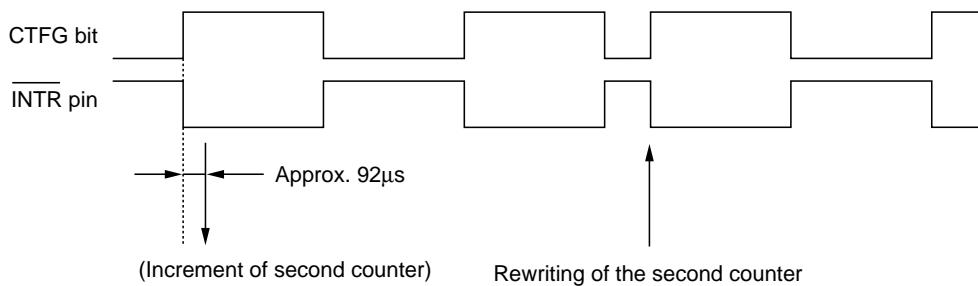 CTFG bit
INTR pin
Approx. 92μs
(Increment of second counter)
Rewriting of the second counter